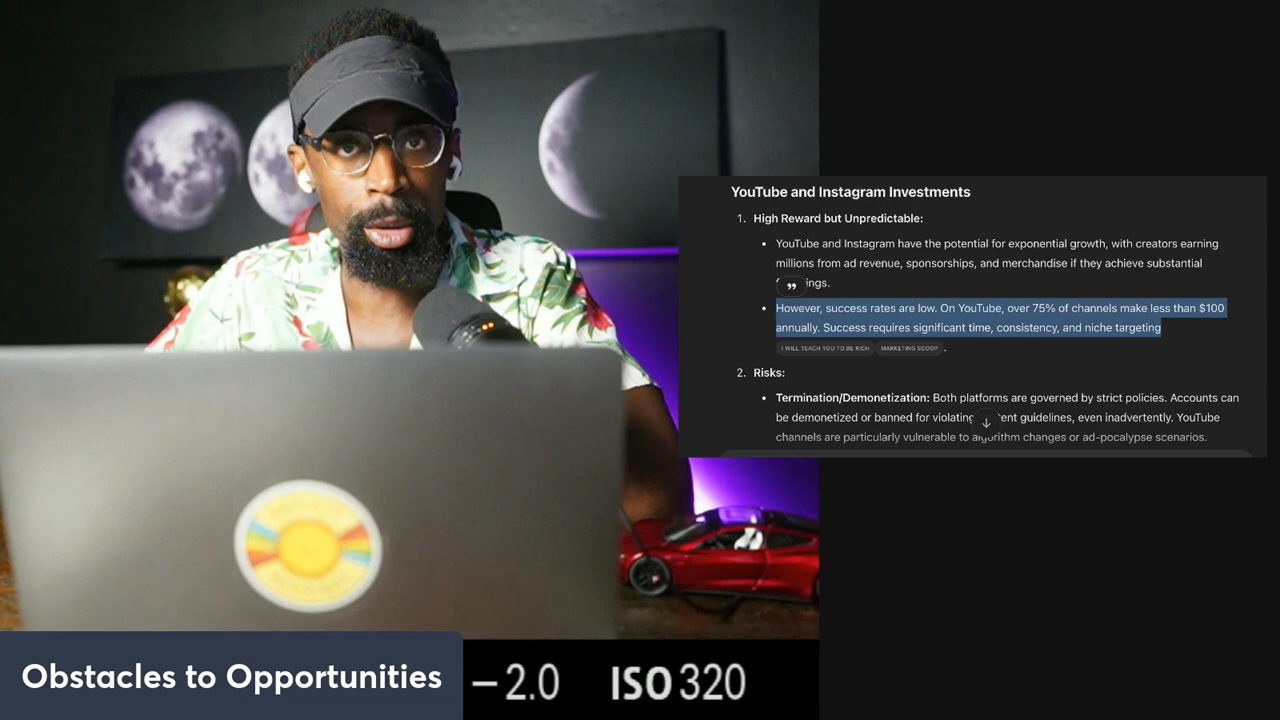 YouTube and Instagram Investments
1. High Reward but Unpredictable:
• YouTube and Instagram have the potential for exponential growth, with creators earning
millions from ad revenue, sponsorships, and merchandise if they achieve substantial
ings.
• However, success rates are low. On YouTube, over 75% of channels make less than $100
annually. Success requires significant time, consistency, and niche targeting
I WILL TEACH YOU TO BE RICH MARKETING SCOOP .
2. Risks:
• Termination/Demonetization: Both platforms are governed by strict policies. Accounts can
be demonetized or banned for violating ent guidelines, even inadvertently. YouTube
channels are particularly vulnerable to algorithm changes or ad-pocalypse scenarios.
Obstacles to Opportunities
– 2.0 ISO 320